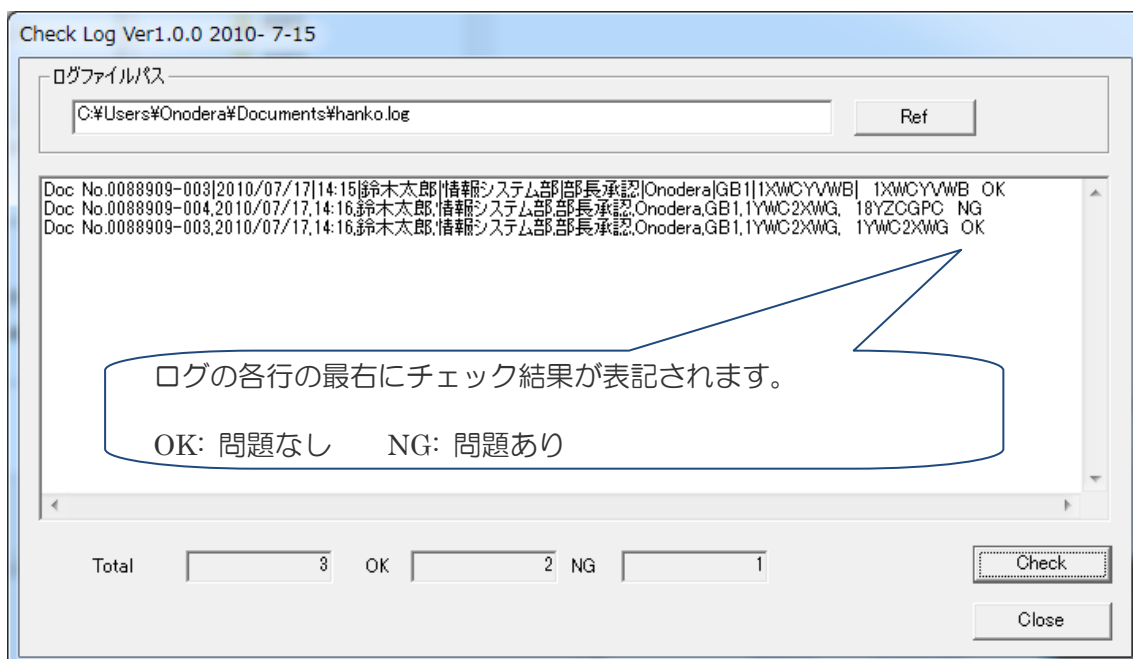 Check Log Ver1.0.0 2010- 7-15
ログファイルパス
C:¥Users¥Onodera¥Documents¥hanko.log
Ref
Doc No.0088909-003|2010/07/17|14:15|鈴木太郎|情報システム部|部長承認|Onodera|GB1|1XWCYVWB|  1XWCYVWB  OK
Doc No.0088909-004,2010/07/17,14:16,鈴木太郎,情報システム部,部長承認,Onodera,GB1,1YWC2XWG,  18YZCGPC  NG
Doc No.0088909-003,2010/07/17,14:16,鈴木太郎,情報システム部,部長承認,Onodera,GB1,1YWC2XWG,  1YWC2XWG  OK
ログの各行の最右にチェック結果が表記されます。
OK: 問題なし　　NG: 問題あり
Total 3 OK 2 NG 1
Check
Close